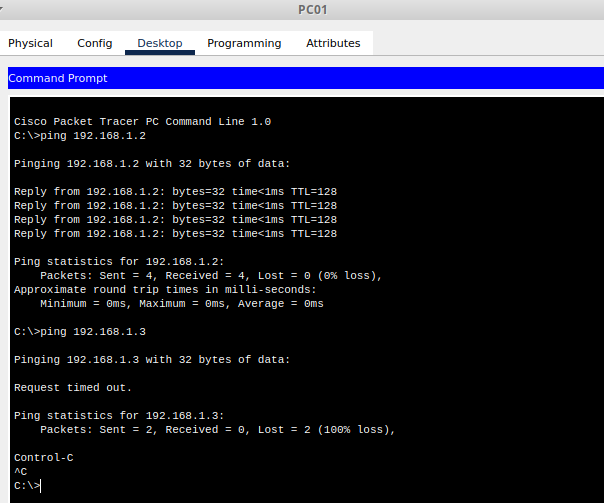 PC01
Physical Config Desktop Programming Attributes
Command Prompt
Cisco Packet Tracer PC Command Line 1.0
C:\>ping 192.168.1.2
Pinging 192.168.1.2 with 32 bytes of data:
Reply from 192.168.1.2: bytes=32 time<1ms TTL=128
Reply from 192.168.1.2: bytes=32 time<1ms TTL=128
Reply from 192.168.1.2: bytes=32 time<1ms TTL=128
Reply from 192.168.1.2: bytes=32 time<1ms TTL=128
Ping statistics for 192.168.1.2:
    Packets: Sent = 4, Received = 4, Lost = 0 (0% loss),
Approximate round trip times in milli-seconds:
    Minimum = 0ms, Maximum = 0ms, Average = 0ms
C:\>ping 192.168.1.3
Pinging 192.168.1.3 with 32 bytes of data:
Request timed out.
Ping statistics for 192.168.1.3:
    Packets: Sent = 2, Received = 0, Lost = 2 (100% loss),
Control-C
^C
C:\>